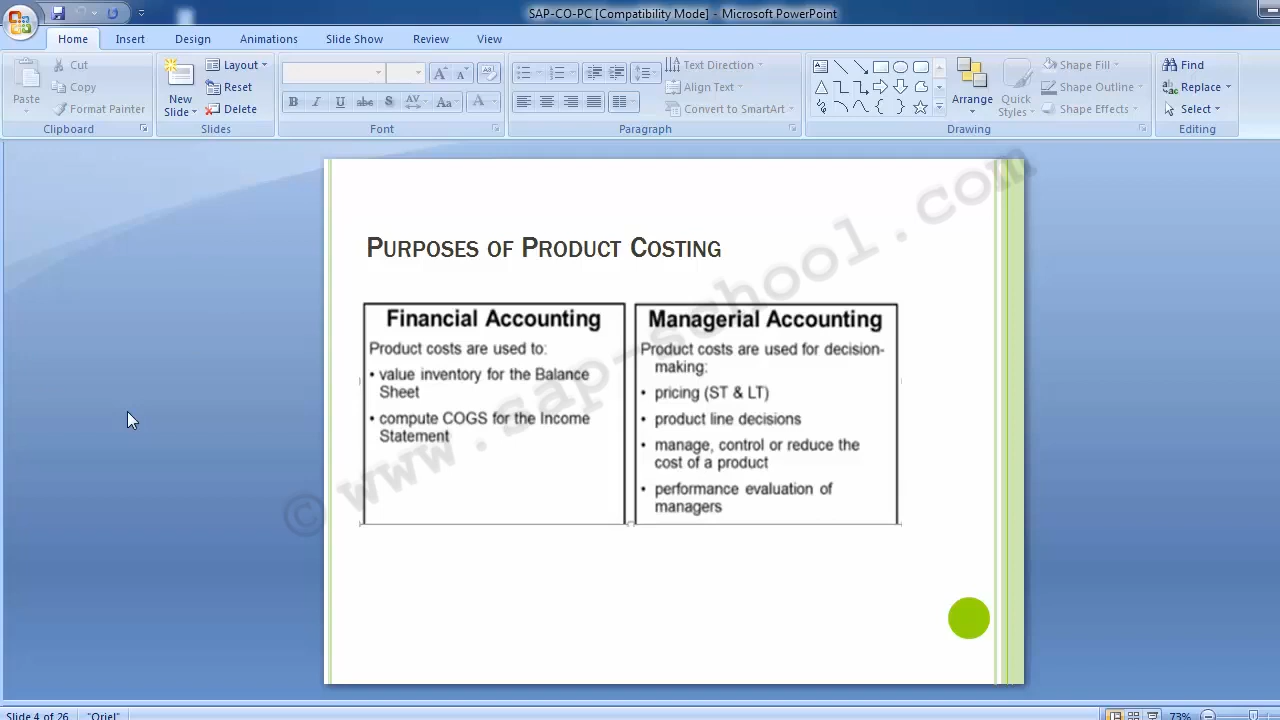 SAP-CO-PC [Compatibility Mode] - Microsoft PowerPoint
Home Insert Design Animations Slide Show Review View
Paste
Cut
Copy
Format Painter
Clipboard
New
Slide
Layout
Reset
Delete
Slides
B I U abc S AV Aa A
Font
Text Direction
Align Text
Convert to SmartArt
Paragraph
Arrange
Quick
Styles
Shape Fill
Shape Outline
Shape Effects
Drawing
Find
Replace
Select
Editing
PURPOSES OF PRODUCT COSTING
Financial Accounting
Product costs are used to:
• value inventory for the Balance
Sheet
• compute COGS for the Income
Statement
Managerial Accounting
Product costs are used for decision-
making:
• pricing (ST & LT)
• product line decisions
• manage, control or reduce the
cost of a product
• performance evaluation of
managers
© www.sap-school.com
Slide 4 of 26 "Oriel" 73%